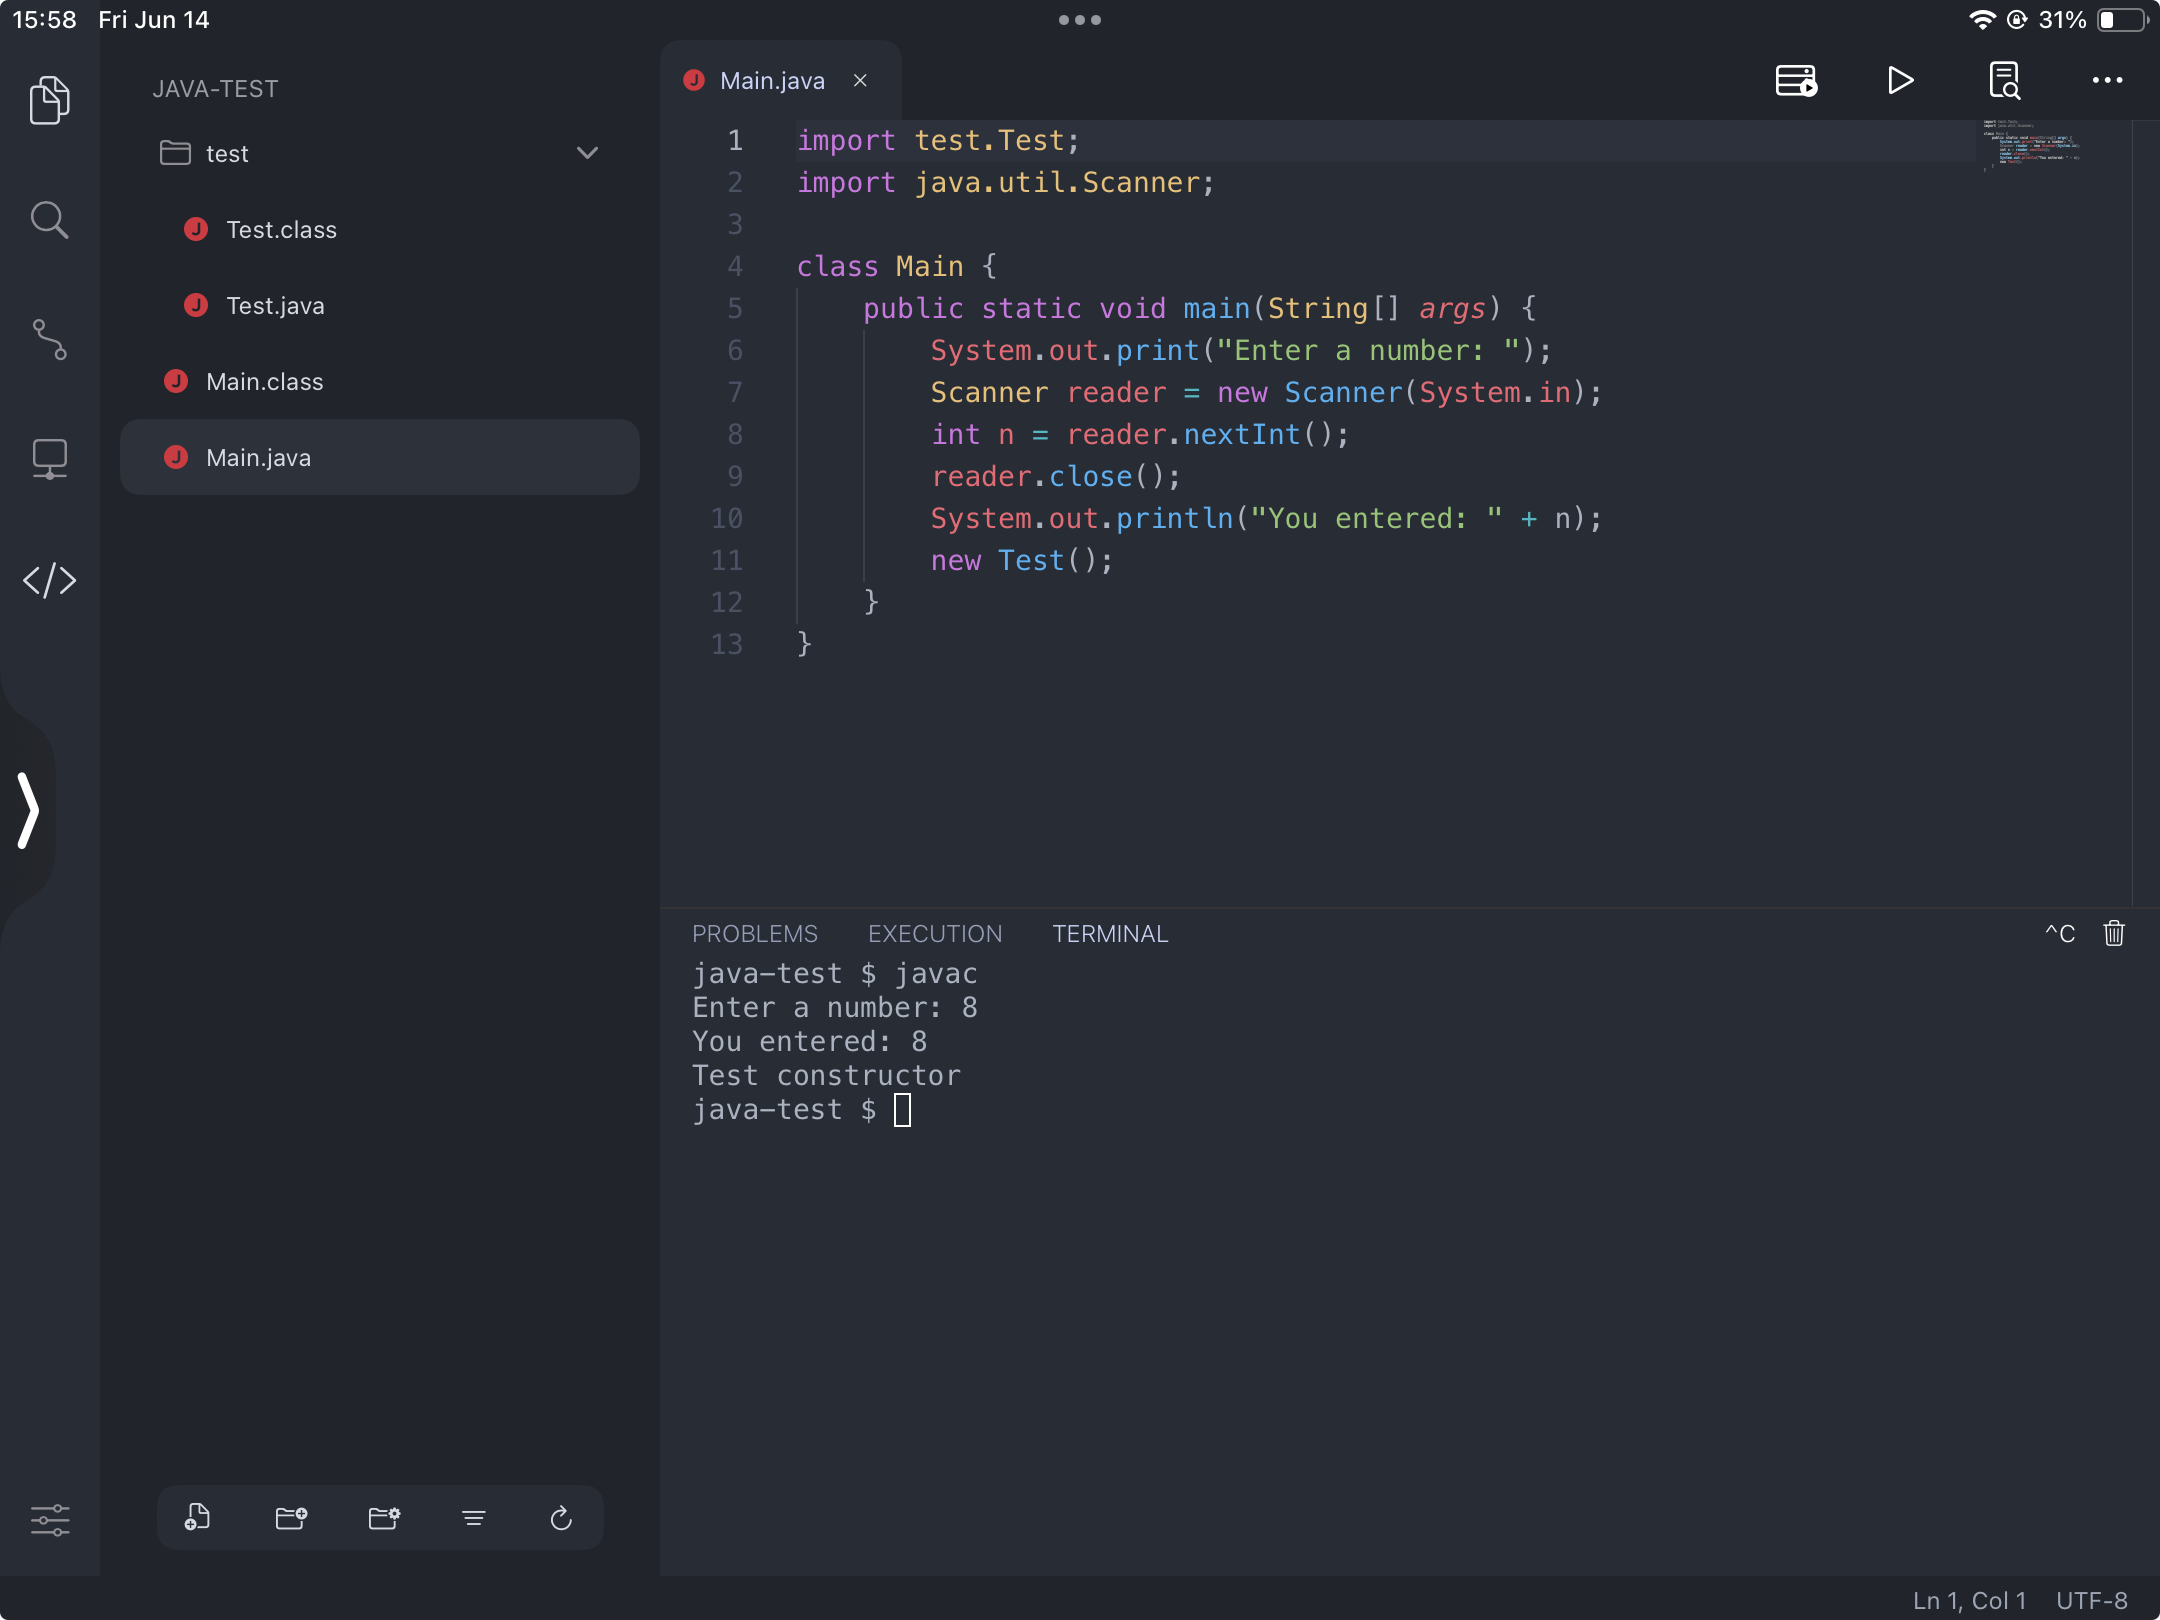 15:58 Fri Jun 14
31%
JAVA-TEST
test
Test.class
Test.java
Main.class
Main.java
Main.java
1 import test.Test;
2 import java.util.Scanner;
3
4 class Main {
5     public static void main(String[] args) {
6         System.out.print("Enter a number: ");
7         Scanner reader = new Scanner(System.in);
8         int n = reader.nextInt();
9         reader.close();
10         System.out.println("You entered: " + n);
11         new Test();
12     }
13 }
PROBLEMS EXECUTION TERMINAL ^C
java-test $ javac
Enter a number: 8
You entered: 8
Test constructor
java-test $
Ln 1, Col 1 UTF-8